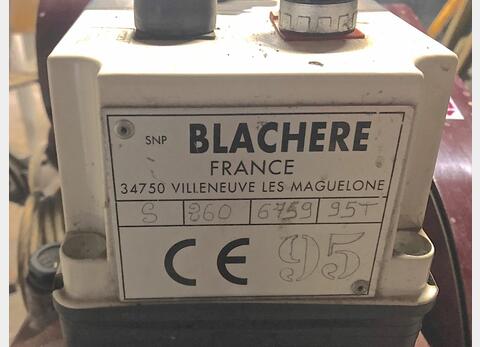 SNP BLACHERE
FRANCE
34750 VILLENEUVE LES MAGUELONE
S 260 6759 95T
CE 95